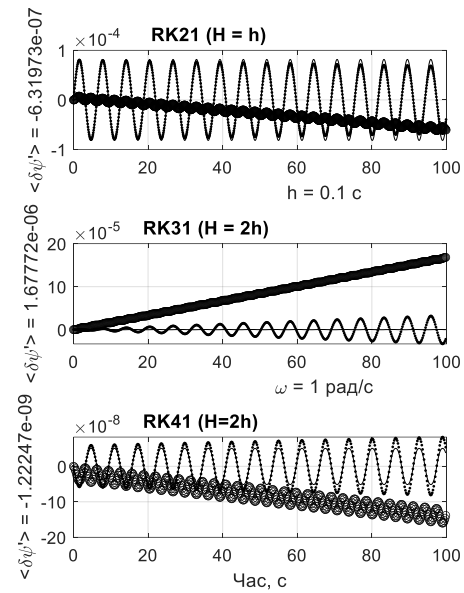 ×10⁻⁴ RK21 (H = h)
1
0
-1
<δψ'> = -6.31973e-07
0 20 40 60 80 100
h = 0.1 с
×10⁻⁵ RK31 (H = 2h)
20
10
0
<δψ'> = 1.67772e-06
0 20 40 60 80 100
ω = 1 рад/с
×10⁻⁸ RK41 (H=2h)
0
-10
-20
<δψ'> = -1.22247e-09
0 20 40 60 80 100
Час, с